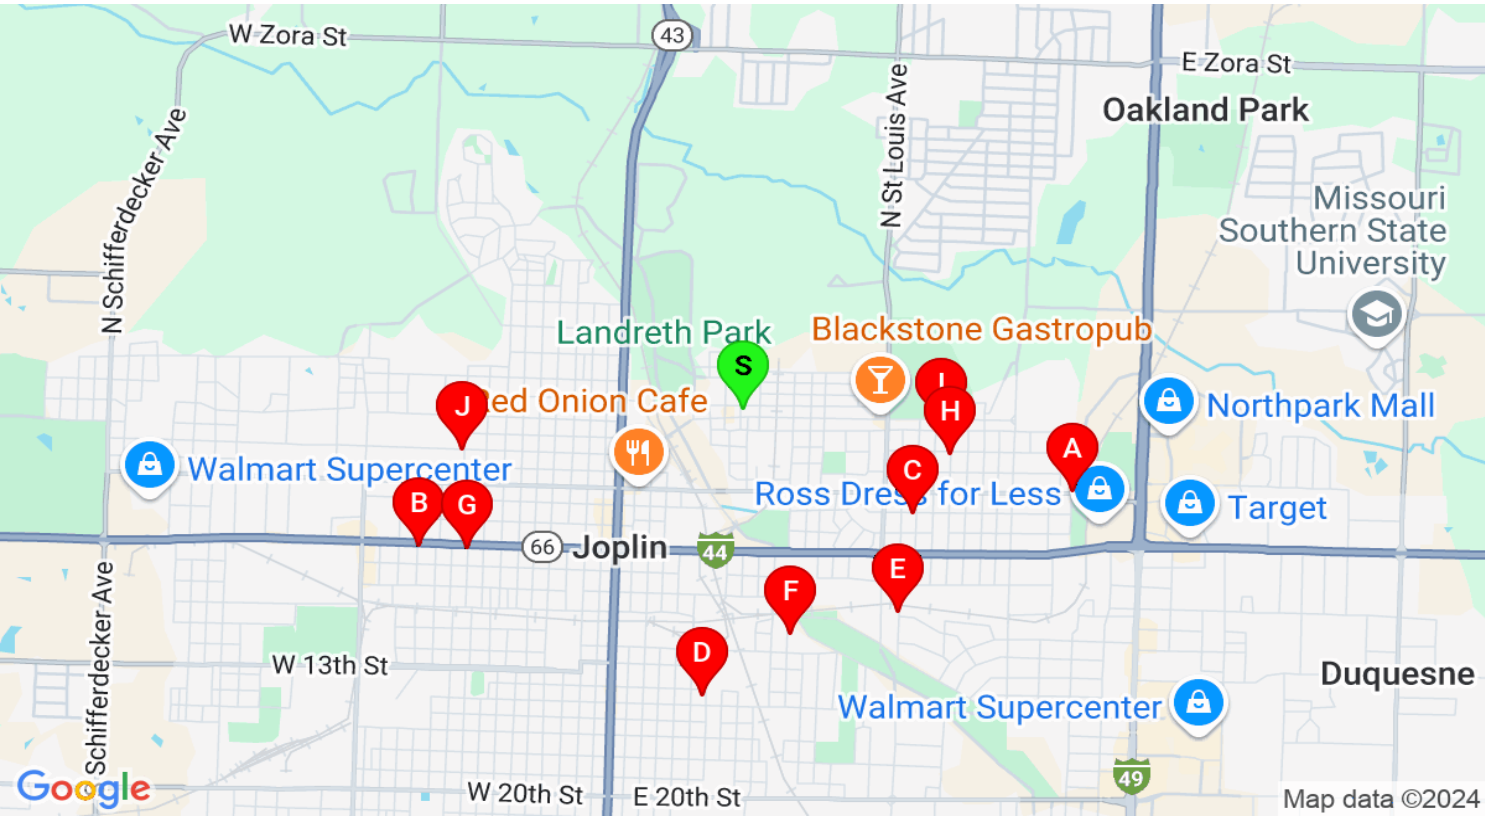 W Zora St
43
E Zora St
Oakland Park
N Schifferdecker Ave
N St Louis Ave
Missouri
Southern State
University
Landreth Park
Blackstone Gastropub
S
I
H
J
Red Onion Cafe
Northpark Mall
A
Walmart Supercenter
C
Ross Dress for Less
Target
B
G
66
Joplin
44
E
F
D
W 13th St
Schifferdecker Ave
Duquesne
Walmart Supercenter
49
Google
W 20th St
E 20th St
Map data ©2024